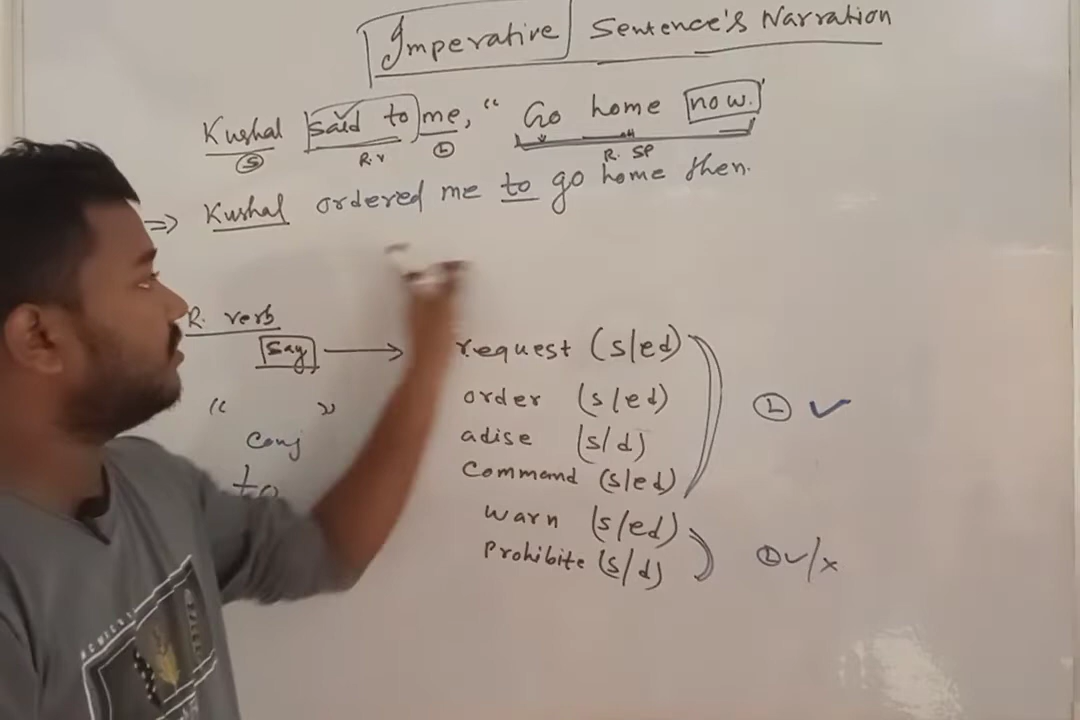 Imperative Sentence's Narration
Kushal said to me, " Go home now."
S R.v L R. SP
=> Kushal ordered me to go home then.
R. verb
say → request (s/ed)
order (s/ed)
" " adise (s/d)
Conj Command (s/ed)
to
L ✓
warn (s/ed)
Prohibite (s/d)
L ✓/x